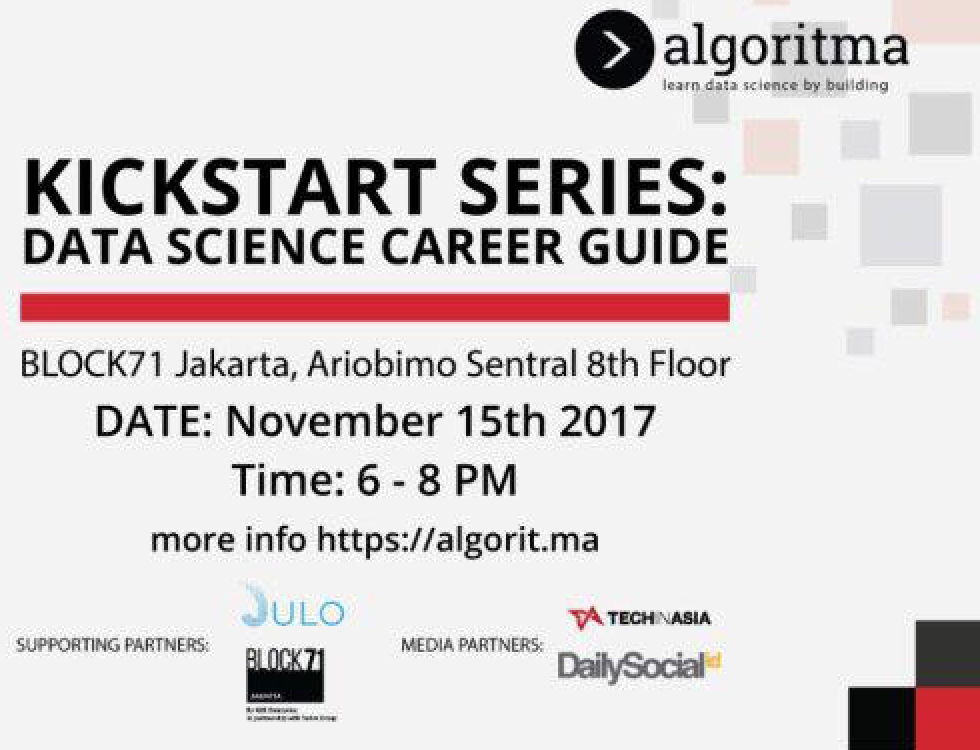 algoritma
learn data science by building
KICKSTART SERIES:
DATA SCIENCE CAREER GUIDE
BLOCK71 Jakarta, Ariobimo Sentral 8th Floor
DATE: November 15th 2017
Time: 6 - 8 PM
more info https://algorit.ma
SUPPORTING PARTNERS:
JULO
BLOCK71
JAKARTA
MEDIA PARTNERS:
TECHINASIA
DailySocial.id